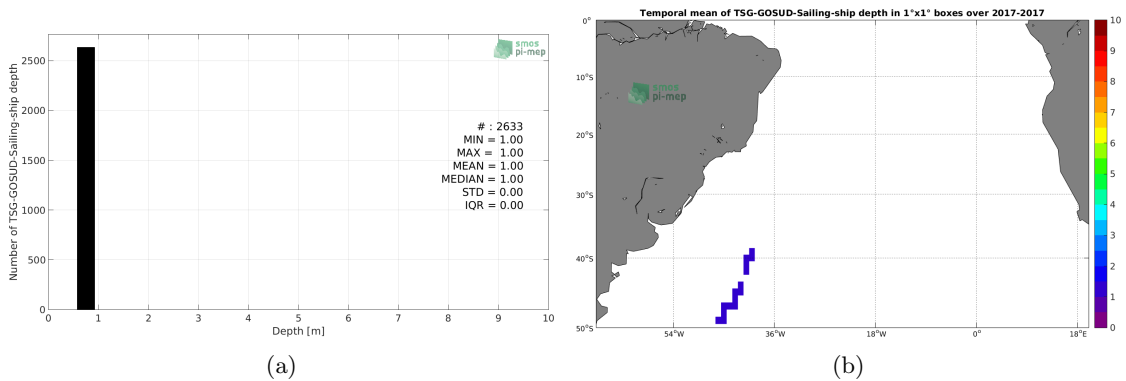 smos
pi-mep
Number of TSG-GOSUD-Sailing-ship depth
2500
2000
1500
1000
500
0
# : 2633
MIN = 1.00
MAX = 1.00
MEAN = 1.00
MEDIAN = 1.00
STD = 0.00
IQR = 0.00
0 1 2 3 4 5 6 7 8 9 10
Depth [m]
(a)
Temporal mean of TSG-GOSUD-Sailing-ship depth in 1°x1° boxes over 2017-2017
smos
pi-mep
0°
10°S
20°S
30°S
40°S
50°S
54°W 36°W 18°W 0° 18°E
10
9
8
7
6
5
4
3
2
1
0
(b)